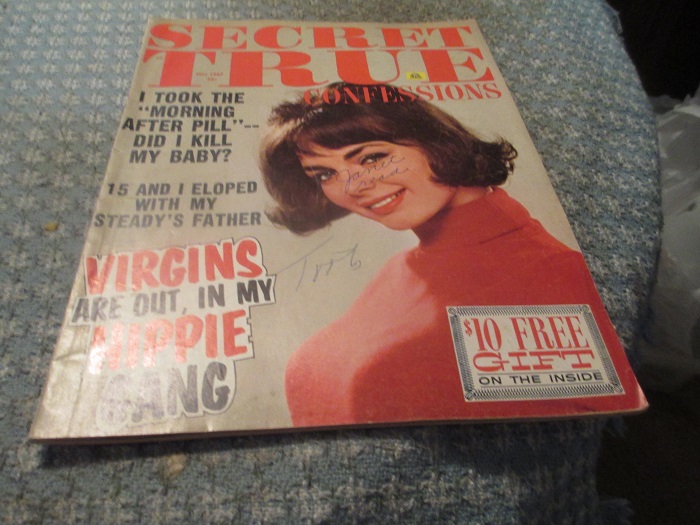 SECRET
TRUE
CONFESSIONS
I TOOK THE
"MORNING
AFTER PILL"--
DID I KILL
MY BABY?
15 AND I ELOPED
WITH MY
STEADY'S FATHER
VIRGINS
ARE OUT, IN MY
HIPPIE
GANG
$10 FREE
GIFT
ON THE INSIDE